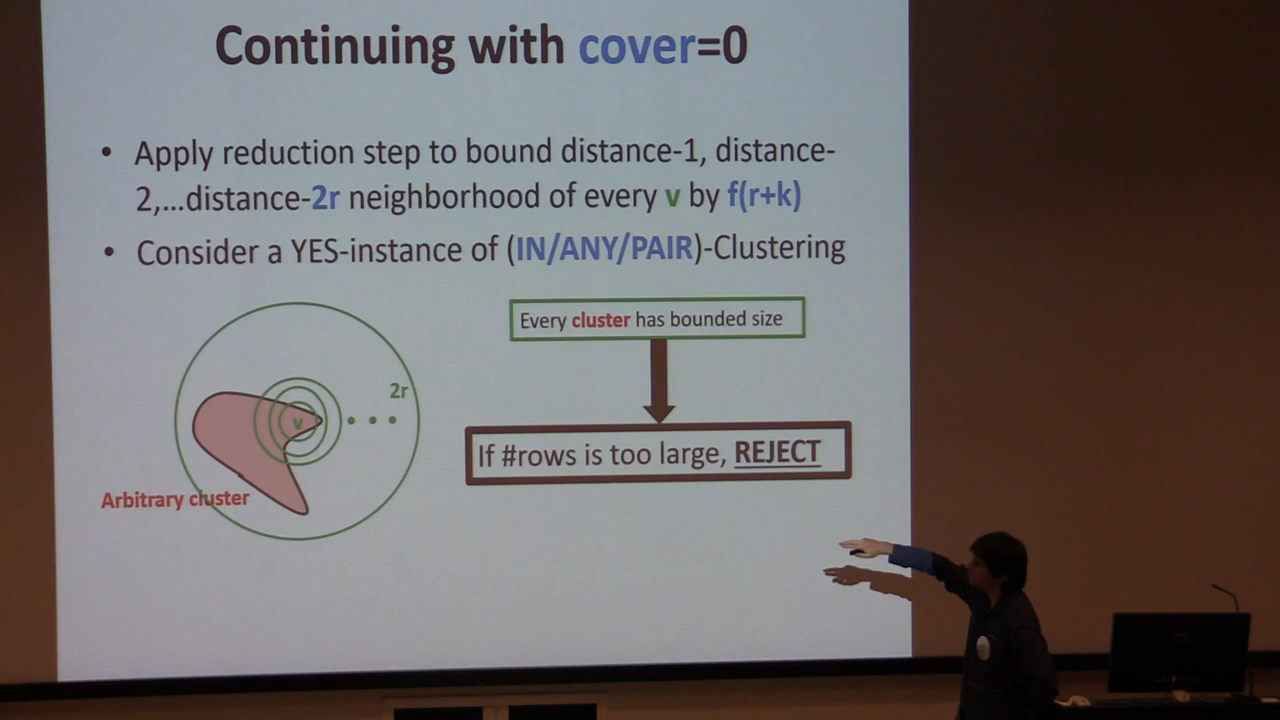 Continuing with cover=0
• Apply reduction step to bound distance-1, distance-
2,...distance-2r neighborhood of every v by f(r+k)
• Consider a YES-instance of (IN/ANY/PAIR)-Clustering
Every cluster has bounded size
2r
v
If #rows is too large, REJECT
Arbitrary cluster